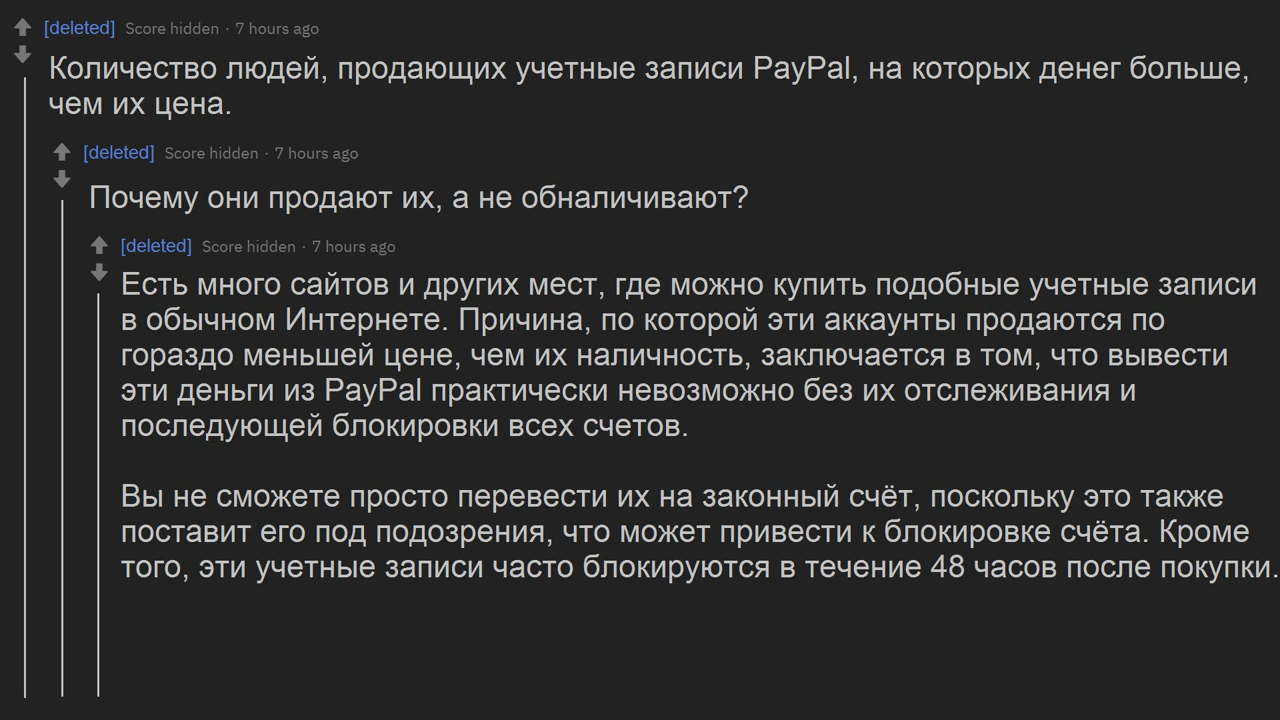 [deleted] Score hidden · 7 hours ago
Количество людей, продающих учетные записи PayPal, на которых денег больше,
чем их цена.
[deleted] Score hidden · 7 hours ago
Почему они продают их, а не обналичивают?
[deleted] Score hidden · 7 hours ago
Есть много сайтов и других мест, где можно купить подобные учетные записи
в обычном Интернете. Причина, по которой эти аккаунты продаются по
гораздо меньшей цене, чем их наличность, заключается в том, что вывести
эти деньги из PayPal практически невозможно без их отслеживания и
последующей блокировки всех счетов.
Вы не сможете просто перевести их на законный счёт, поскольку это также
поставит его под подозрения, что может привести к блокировке счёта. Кроме
того, эти учетные записи часто блокируются в течение 48 часов после покупки.